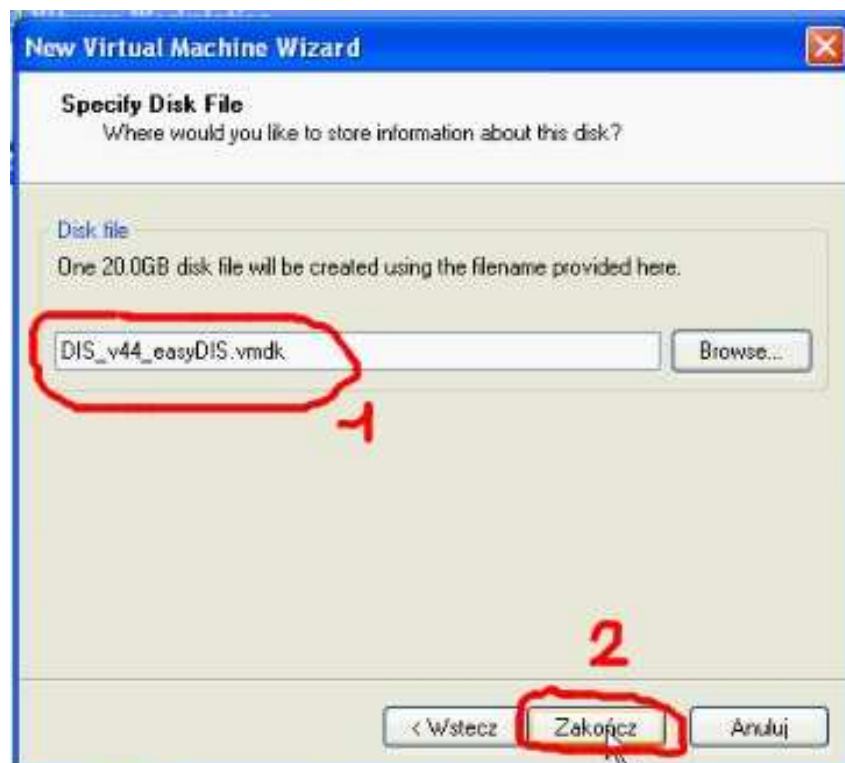 New Virtual Machine Wizard
Specify Disk File
Where would you like to store information about this disk?
Disk file
One 20.0GB disk file will be created using the filename provided here.
DIS_v44_easyDIS.vmdk
Browse...
1
2
< Wstecz
Zakończ
Anuluj